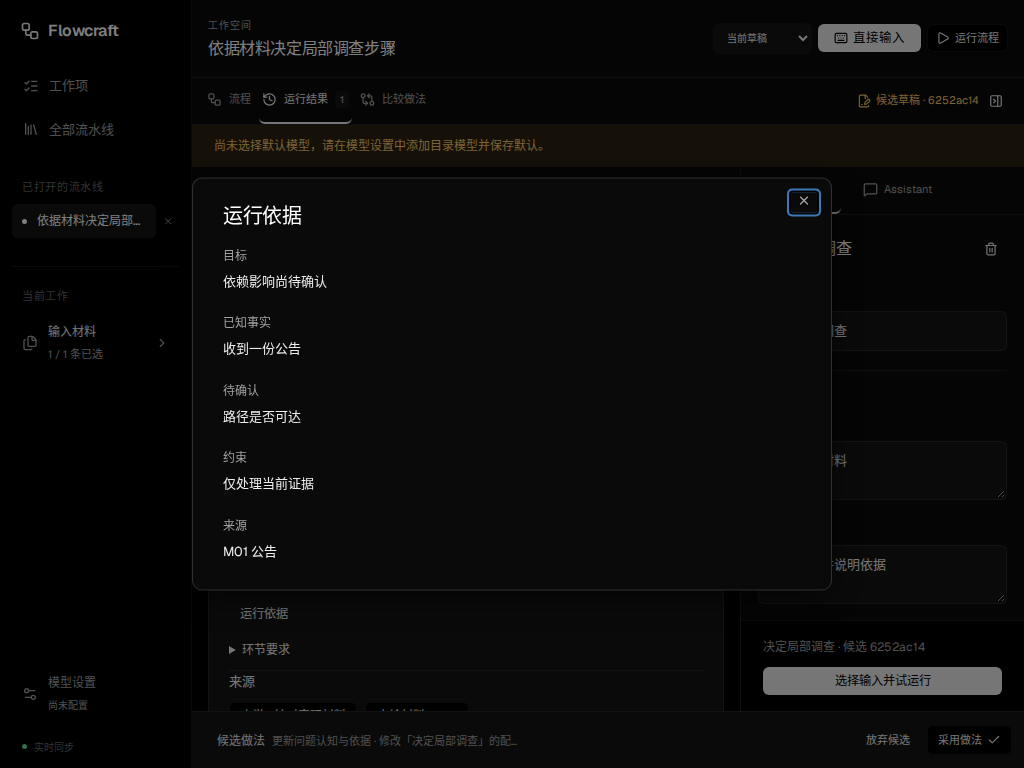 Flowcraft
工作项
全部流水线
已打开的流水线
依据材料决定局部…
当前工作
输入材料
1 / 1 条已选
模型设置
尚未配置
实时同步
工作空间
依据材料决定局部调查步骤
当前草稿
直接输入
运行流程
流程
运行结果 1
比较做法
候选草稿 · 6252ac14
尚未选择默认模型，请在模型设置中添加目录模型并保存默认。
运行依据
目标
依赖影响尚待确认
已知事实
收到一份公告
待确认
路径是否可达
约束
仅处理当前证据
来源
M01 公告
运行依据
环节要求
来源
Assistant
调查
查
料
说明依据
决定局部调查 · 候选 6252ac14
选择输入并试运行
候选做法 更新问题认知与依据 · 修改「决定局部调查」的配…
放弃候选
采用做法